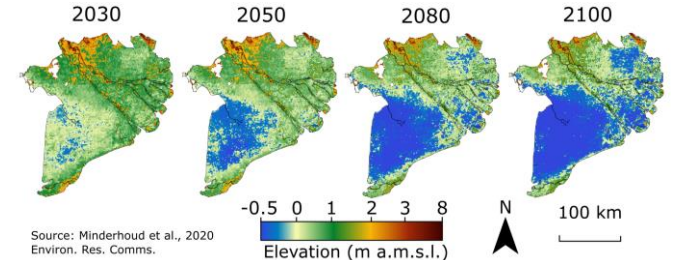 2030 2050 2080 2100
-0.5 0 1 2 3 8
N
100 km
Source: Minderhoud et al., 2020
Environ. Res. Comms.
Elevation (m a.m.s.l.)